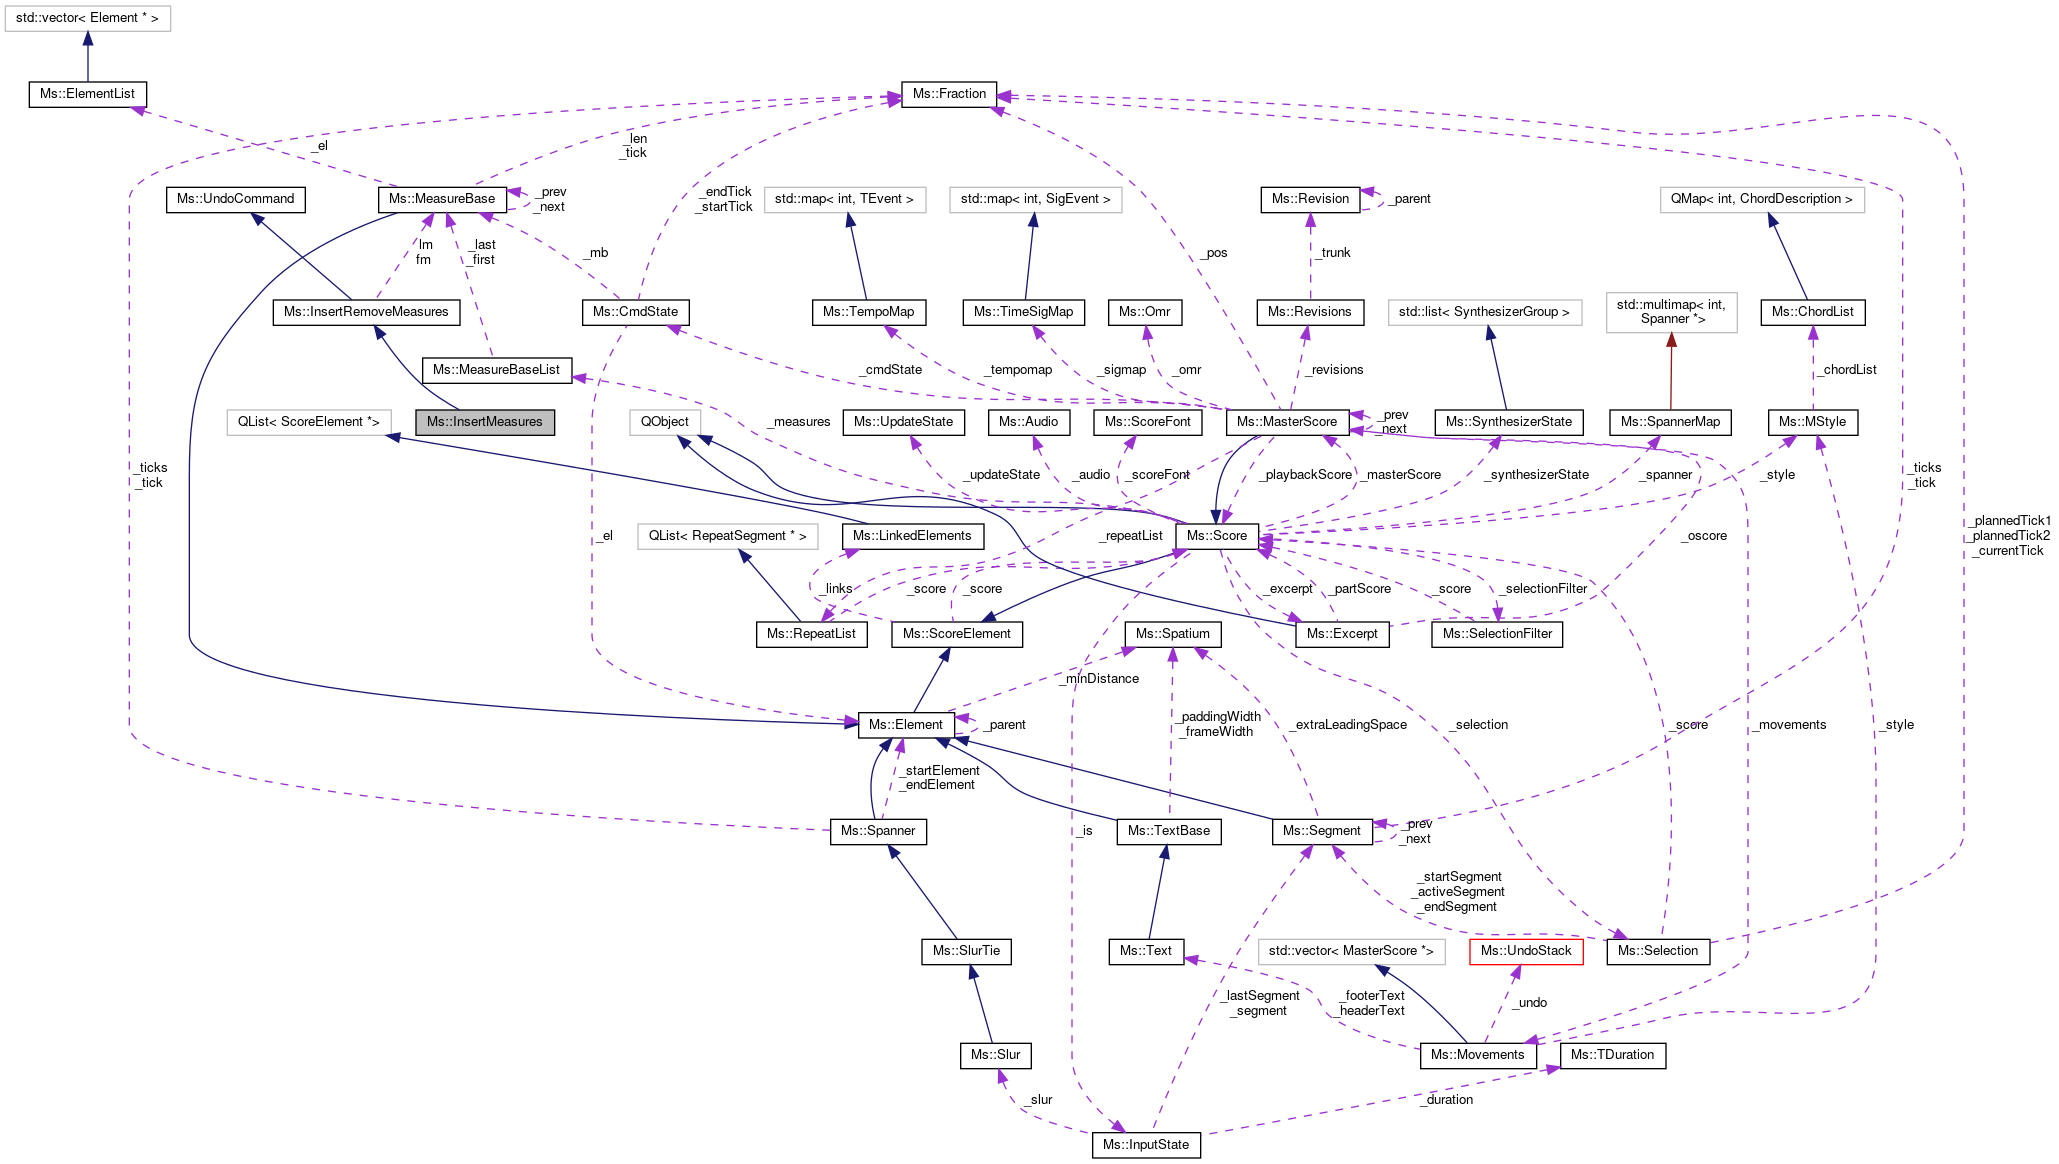 std::vector< Element * >
Ms::ElementList
Ms::Fraction
_el
_len
_tick
Ms::UndoCommand
Ms::MeasureBase
_prev
_next
_endTick
_startTick
std::map< int, TEvent >
std::map< int, SigEvent >
Ms::Revision
_parent
QMap< int, ChordDescription >
lm
fm
_last
_first
_mb
_pos
_trunk
Ms::InsertRemoveMeasures
Ms::CmdState
Ms::TempoMap
Ms::TimeSigMap
Ms::Omr
Ms::Revisions
std::list< SynthesizerGroup >
std::multimap< int,
Spanner *>
Ms::ChordList
Ms::MeasureBaseList
_cmdState
_tempomap
_sigmap
_omr
_revisions
_chordList
QList< ScoreElement *>
Ms::InsertMeasures
QObject
_measures
Ms::UpdateState
Ms::Audio
Ms::ScoreFont
Ms::MasterScore
_prev
_next
Ms::SynthesizerState
Ms::SpannerMap
Ms::MStyle
_ticks
_tick
_updateState
_audio
_scoreFont
_playbackScore
_masterScore
_synthesizerState
_spanner
_style
_ticks
_tick
_el
QList< RepeatSegment * >
Ms::LinkedElements
_repeatList
Ms::Score
_oscore
_plannedTick1
_plannedTick2
_currentTick
_links
_score
_score
_excerpt
_partScore
_score
_selectionFilter
Ms::RepeatList
Ms::ScoreElement
Ms::Spatium
Ms::Excerpt
Ms::SelectionFilter
_minDistance
Ms::Element
_parent
_paddingWidth
_frameWidth
_extraLeadingSpace
_selection
_score
_movements
_style
_startElement
_endElement
Ms::Spanner
_is
Ms::TextBase
Ms::Segment
_prev
_next
_startSegment
_activeSegment
_endSegment
Ms::SlurTie
Ms::Text
std::vector< MasterScore *>
Ms::UndoStack
Ms::Selection
_lastSegment
_segment
_footerText
_headerText
_undo
Ms::Slur
Ms::Movements
Ms::TDuration
_slur
_duration
Ms::InputState